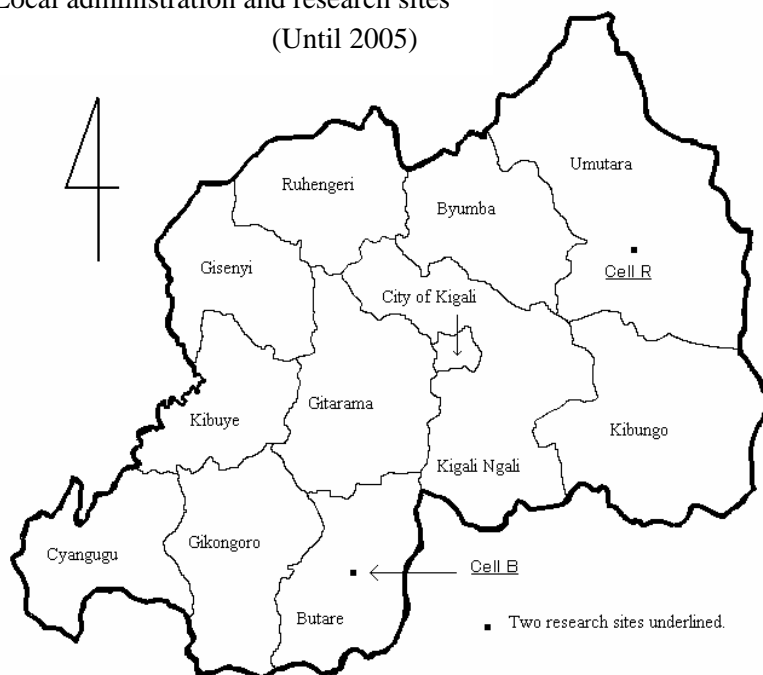 Local administration and research sites
(Until 2005)
Umutara
Ruhengeri
Byumba
Gisenyi
Cell R
City of Kigali
Gitarama
Kibuye
Kibungo
Kigali Ngali
Gikongoro
Cyangugu
Cell B
Butare
Two research sites underlined.